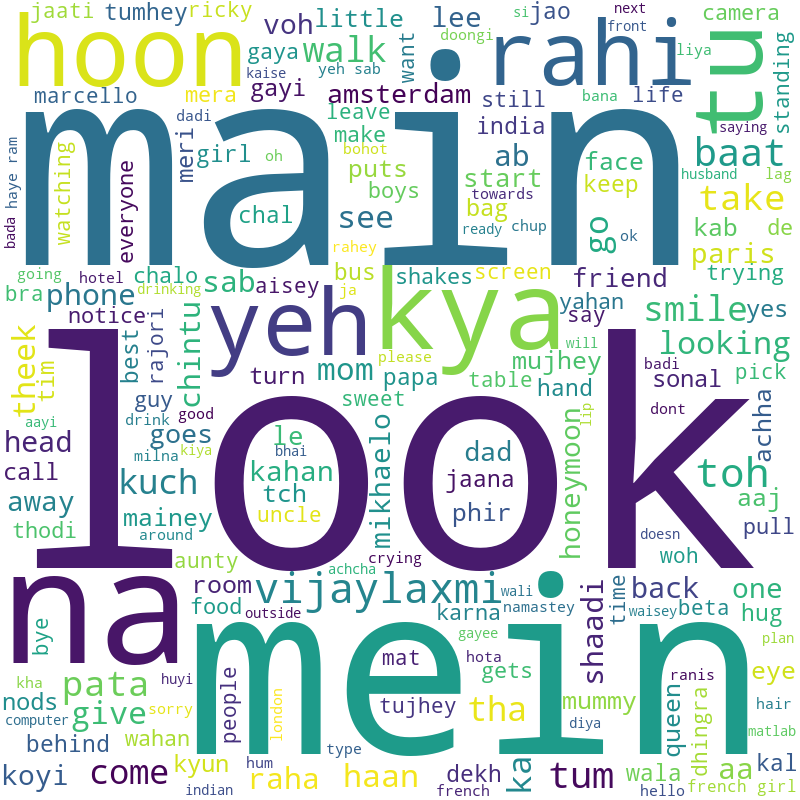 jaati tumhey ricky voh little lee si jao next camera
hoon aunty gaya walk want doongi rahi front liya tu standing
kaise yeh sab
marcello mera gayi amsterdam still life bana saying
main
dadi leave india
bada haye ram watching everyone meri girl oh bohot make puts boys ab start face keep baat husband lag
chal see towards bag go take kab de
rahey ready chup ok paris
going hotel chalo sab aisey bus shakes screen friend trying
bra phone drinking yeh ja kya yahan smile yes
notice chintu say
theek tim best rajori mom please mujhey will looking
turn papa table hand badi sonal pick
aayi guy good sweet lip dont achha
drink look
head goes le mikhaelo dad honeymoon toh
milna kiya bhai
call kuch kahan jaana aaj
away tch phir doesn pull
thodi mainey uncle
around crying woh
na aunty achcha wali
room vijaylaxmi shaadi time back one
food outside karna namastey waisey beta hug
bye mein gayee plan
kha huyi mat hota gets ranis eye
nods pata people london tujhey tha mummy queen dhingra hair
computer give sorry diya matlab
behind wahan type
koyi come kyun hum raha haan dekh ka tum wala aa kal
indian french hello french girl